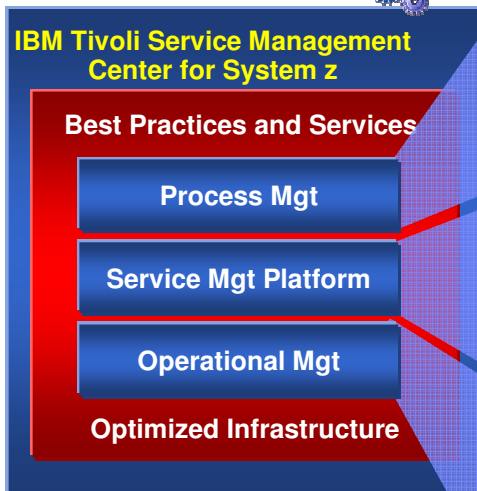 IBM Tivoli Service Management
Center for System z
Best Practices and Services
Process Mgt
Service Mgt Platform
Operational Mgt
Optimized Infrastructure